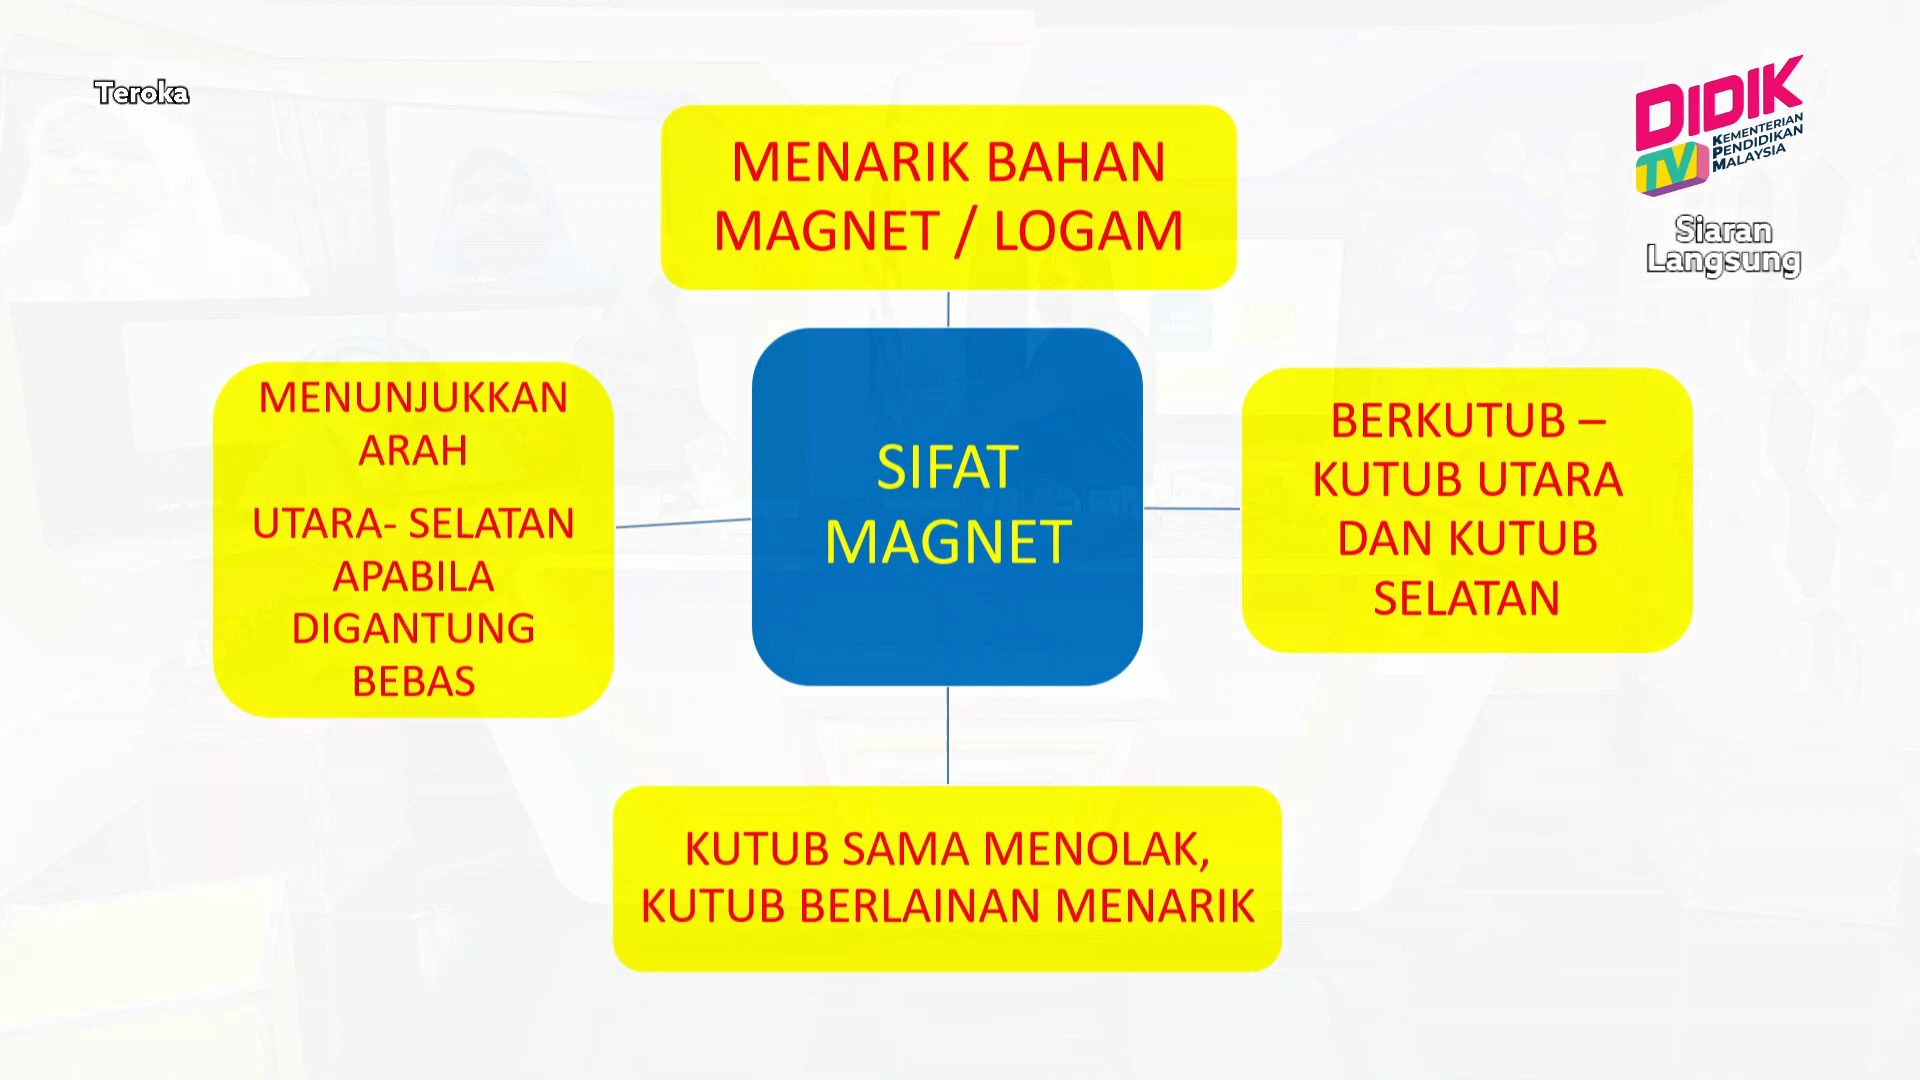 Teroka
DIDIK
TV
KEMENTERIAN
PENDIDIKAN
MALAYSIA
Siaran
Langsung
MENARIK BAHAN
MAGNET / LOGAM
MENUNJUKKAN
ARAH
UTARA- SELATAN
APABILA
DIGANTUNG
BEBAS
SIFAT
MAGNET
BERKUTUB –
KUTUB UTARA
DAN KUTUB
SELATAN
KUTUB SAMA MENOLAK,
KUTUB BERLAINAN MENARIK